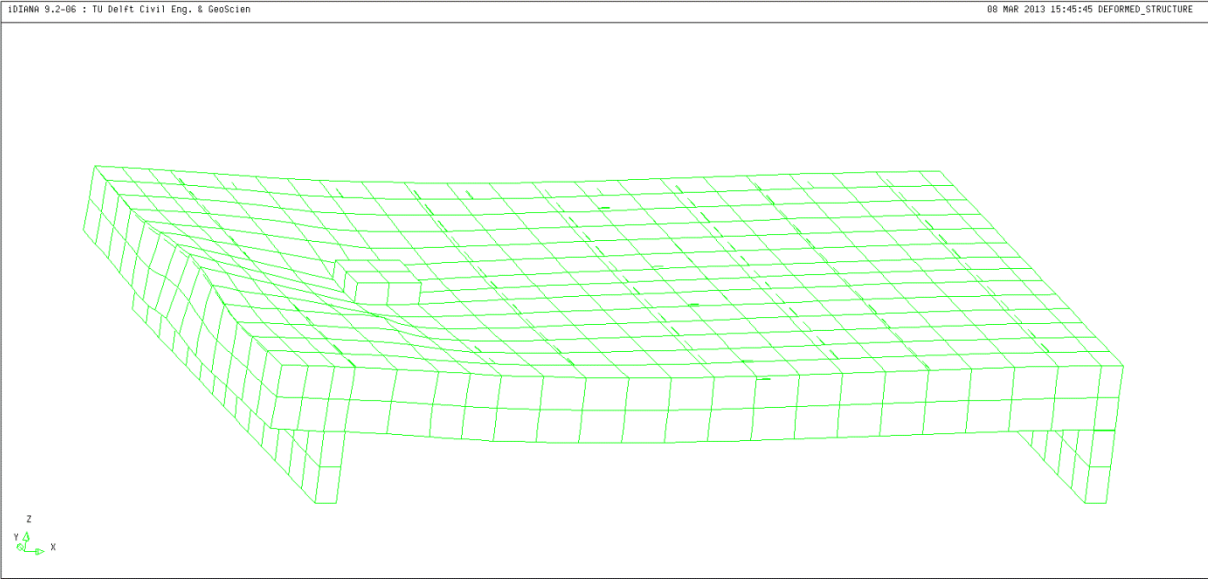 iDIANA 9.2-06 : TU Delft Civil Eng. & GeoScien
08 MAR 2013 15:45:45 DEFORMED_STRUCTURE
Z
Y
X